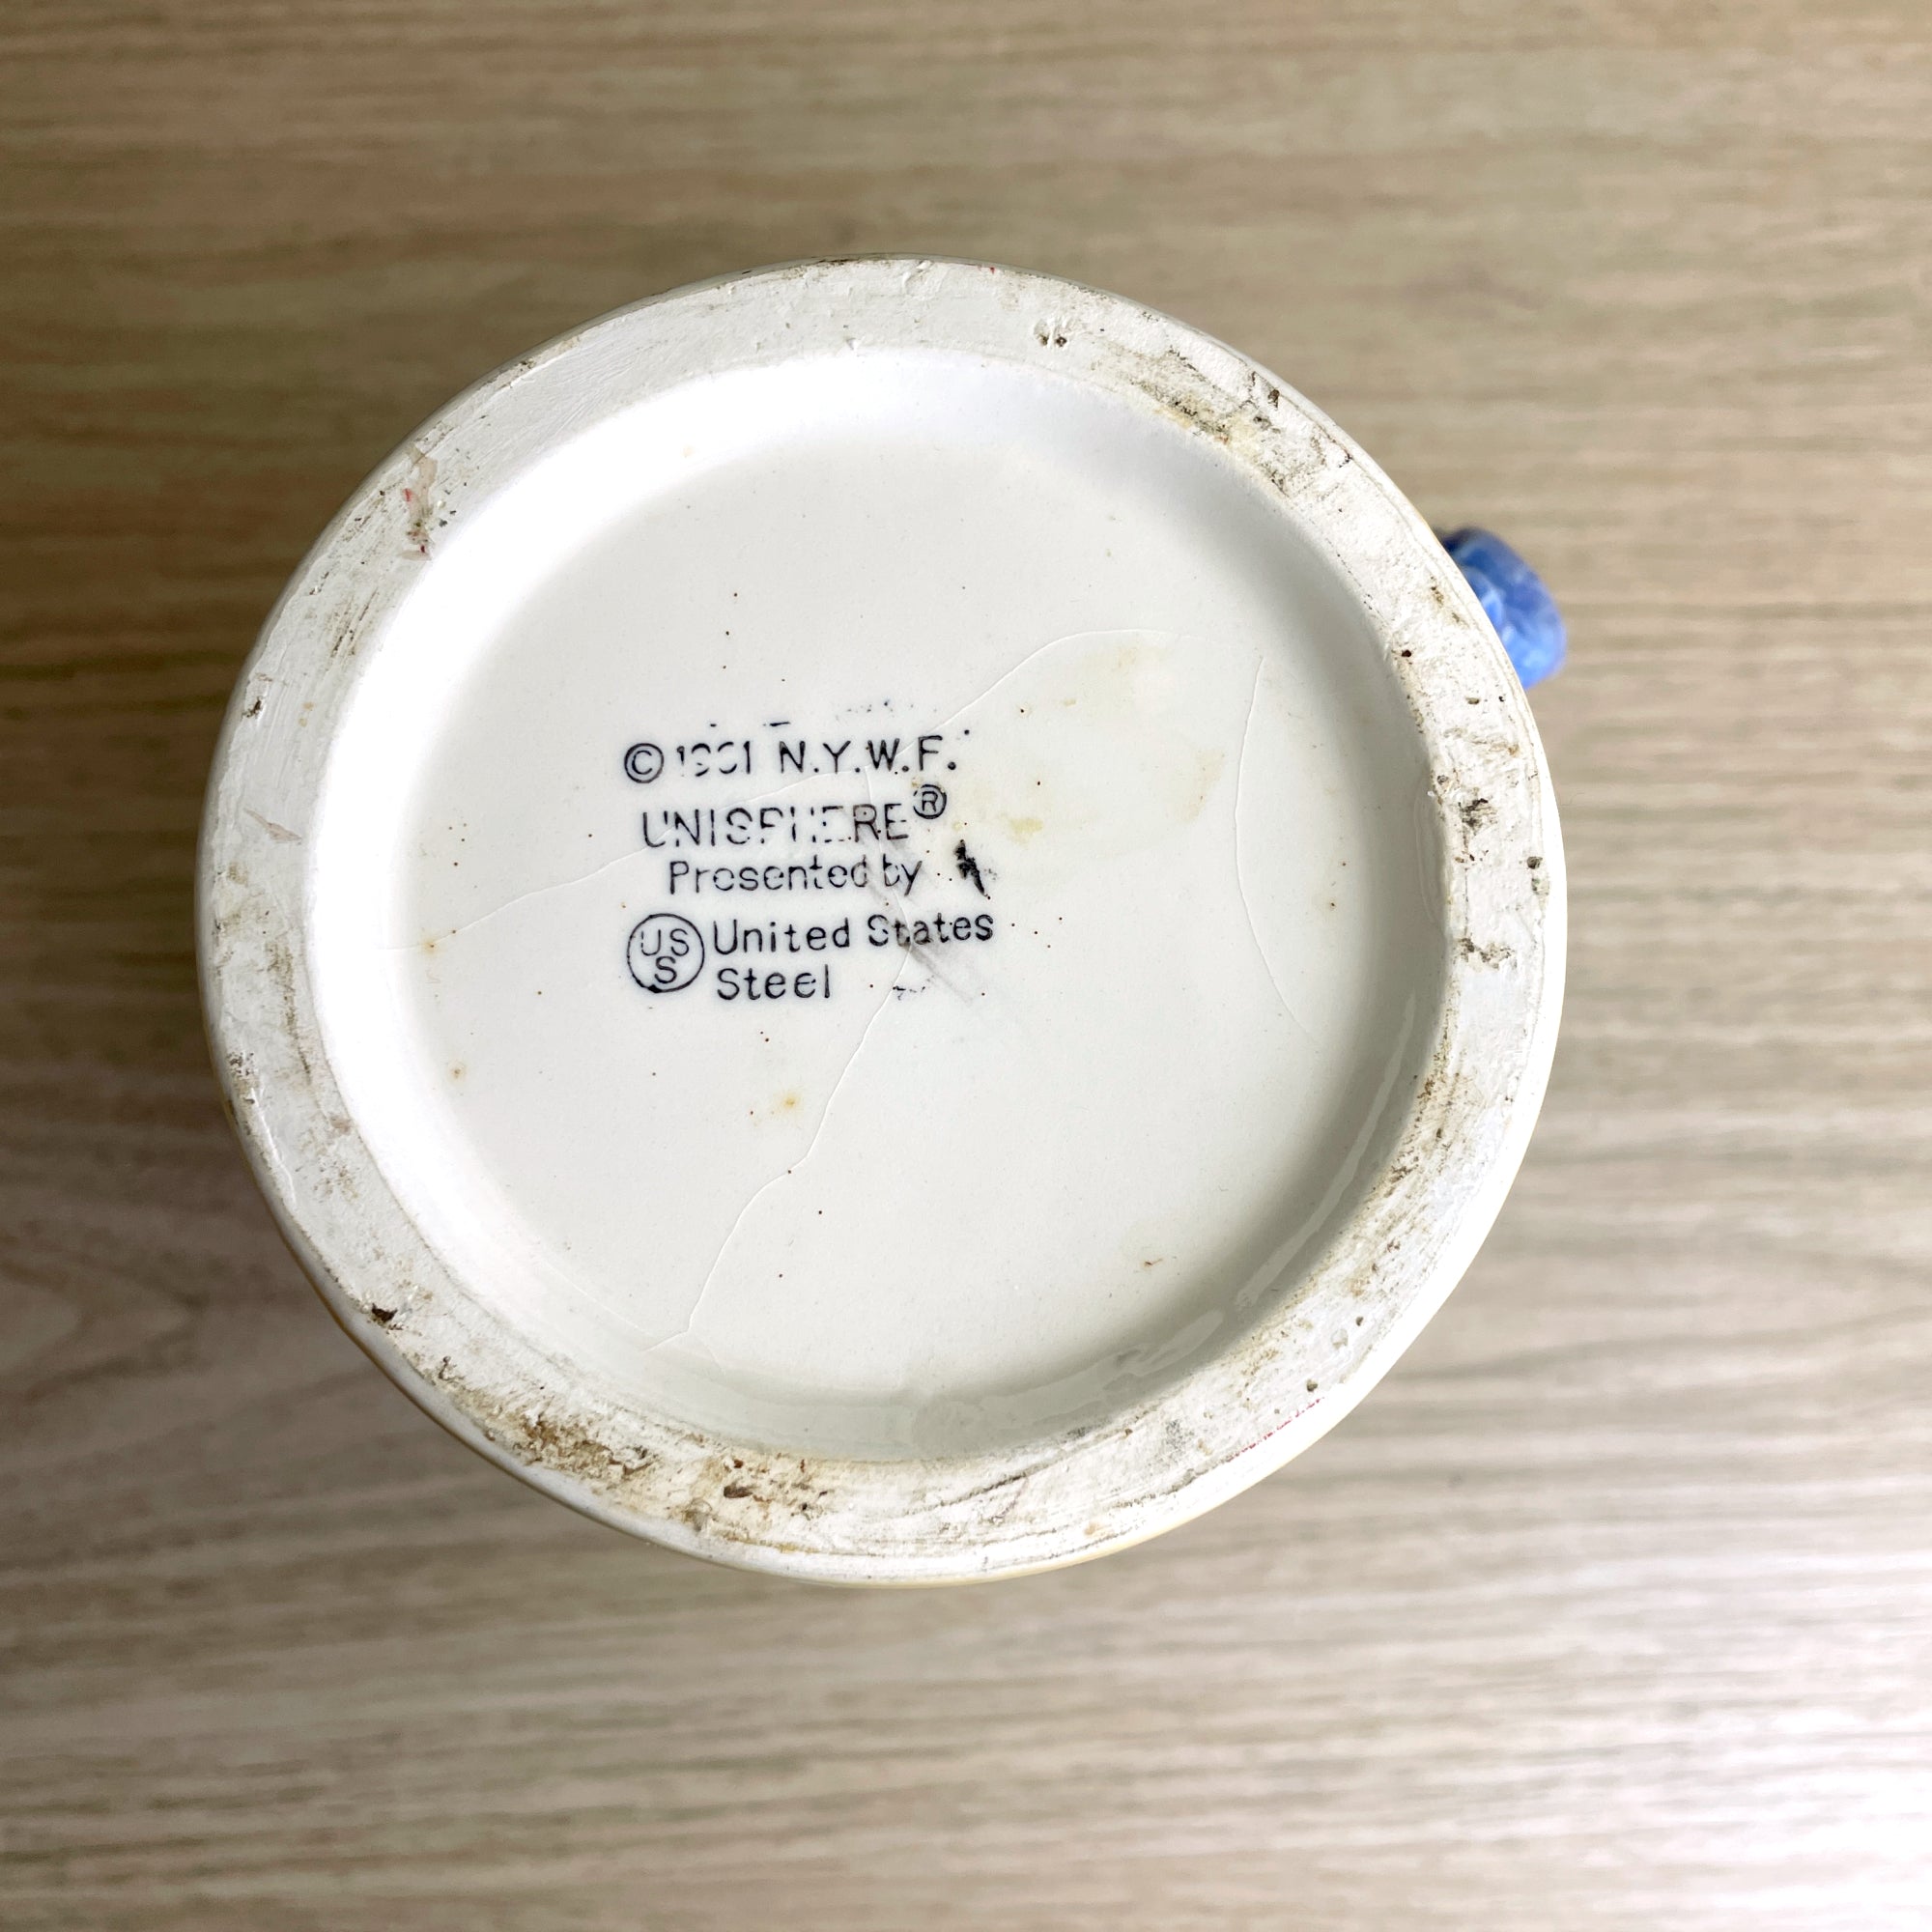 © 1961 N.Y.W.F.
UNISPHERE®
Presented by
USS United States
Steel